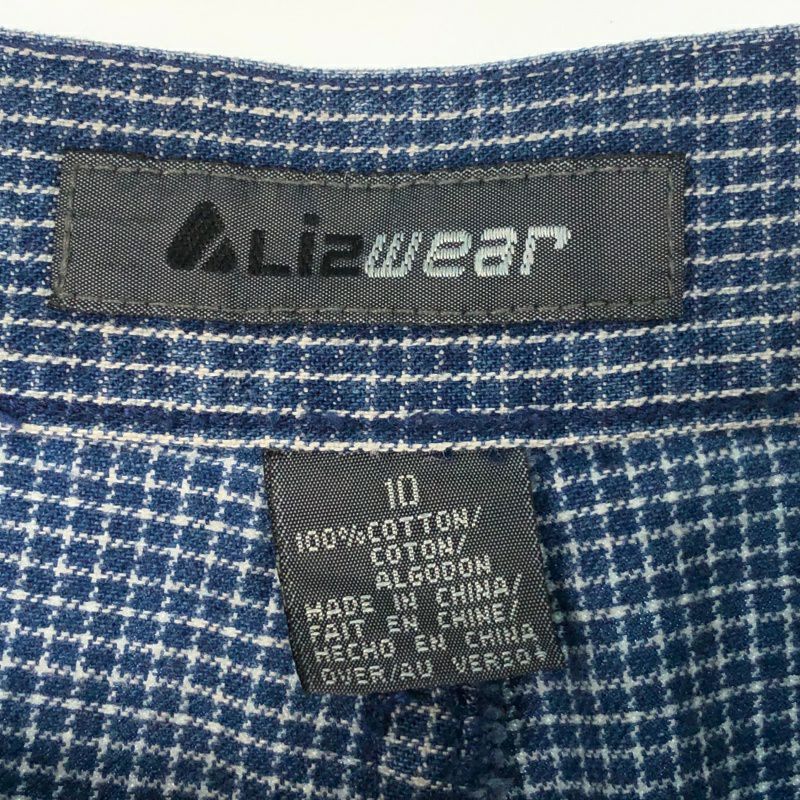 Lizwear
10
100%COTTON/
COTON/
ALGODON
MADE IN CHINA/
FAIT EN CHINE/
HECHO EN CHINA
OVER/AU VERSO/